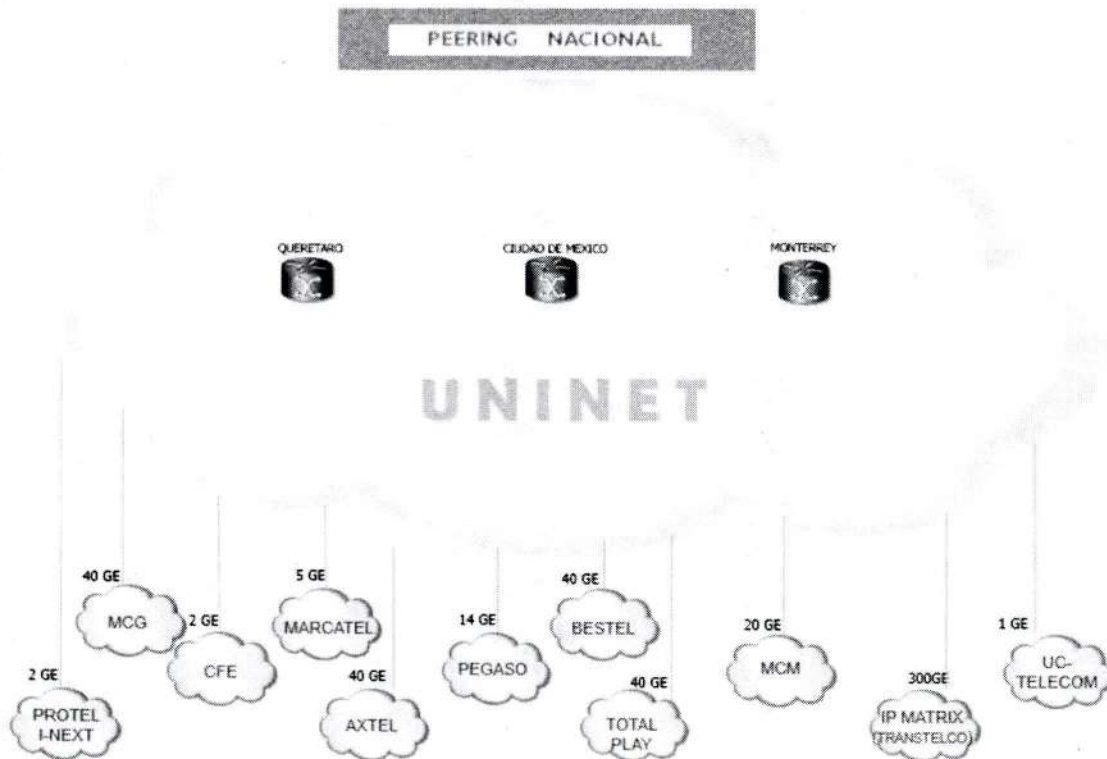 PEERING NACIONAL
QUERETARO
CIUDAD DE MEXICO
MONTERREY
UNINET
40 GE
MCG
2 GE
CFE
5 GE
MARCATEL
14 GE
PEGASO
40 GE
BESTEL
20 GE
MCM
1 GE
UC-
TELECOM
2 GE
PROTEL
I-NEXT
40 GE
AXTEL
40 GE
TOTAL
PLAY
300GE
IP MATRIX
(TRANSTELCO)